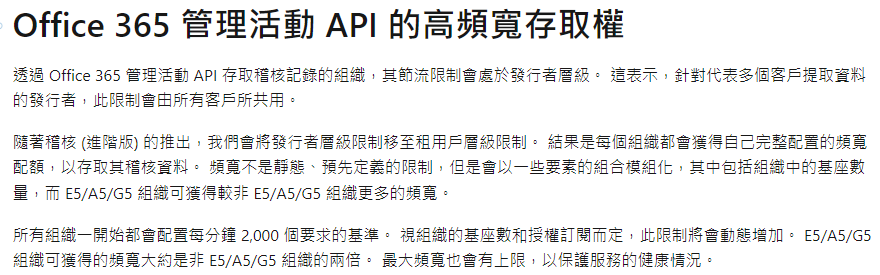 Office 365 管理活動 API 的高頻寬存取權
透過 Office 365 管理活動 API 存取稽核記錄的組織，其節流限制會處於發行者層級。 這表示，針對代表多個客戶提取資料
的發行者，此限制會由所有客戶所共用。
隨著稽核 (進階版) 的推出，我們會將發行者層級限制移至租用戶層級限制。 結果是每個組織都會獲得自己完整配置的頻寬
配額，以存取其稽核資料。 頻寬不是靜態、預先定義的限制，但是會以一些要素的組合模組化，其中包括組織中的基座數
量，而 E5/A5/G5 組織可獲得較非 E5/A5/G5 組織更多的頻寬。
所有組織一開始都會配置每分鐘 2,000 個要求的基準。 視組織的基座數和授權訂閱而定，此限制將會動態增加。 E5/A5/G5
組織可獲得的頻寬大約是非 E5/A5/G5 組織的兩倍。 最大頻寬也會有上限，以保護服務的健康情況。